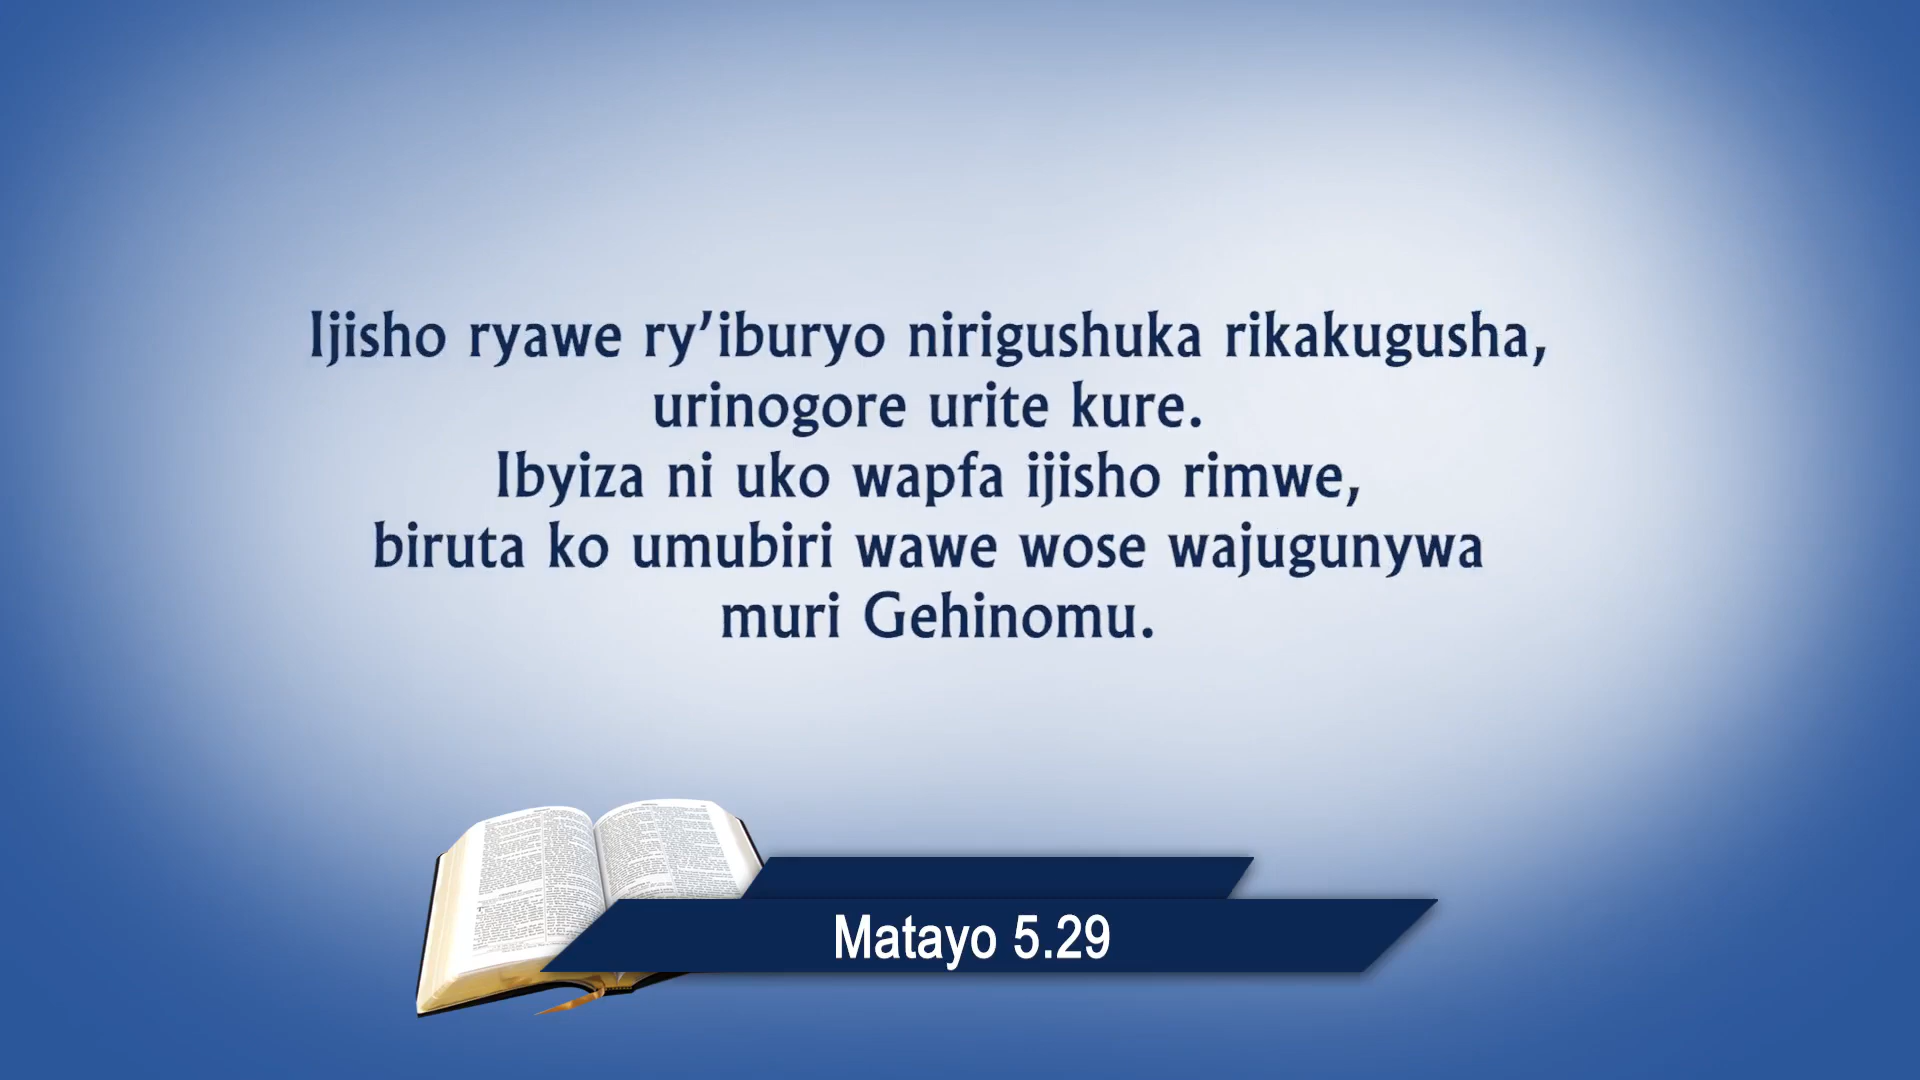 Ijisho ryawe ry’iburyo nirigushuka rikakugusha,
urinogore urite kure.
Ibyiza ni uko wapfa ijisho rimwe,
biruta ko umubiri wawe wose wajugunywa
muri Gehinomu.
Matayo 5.29